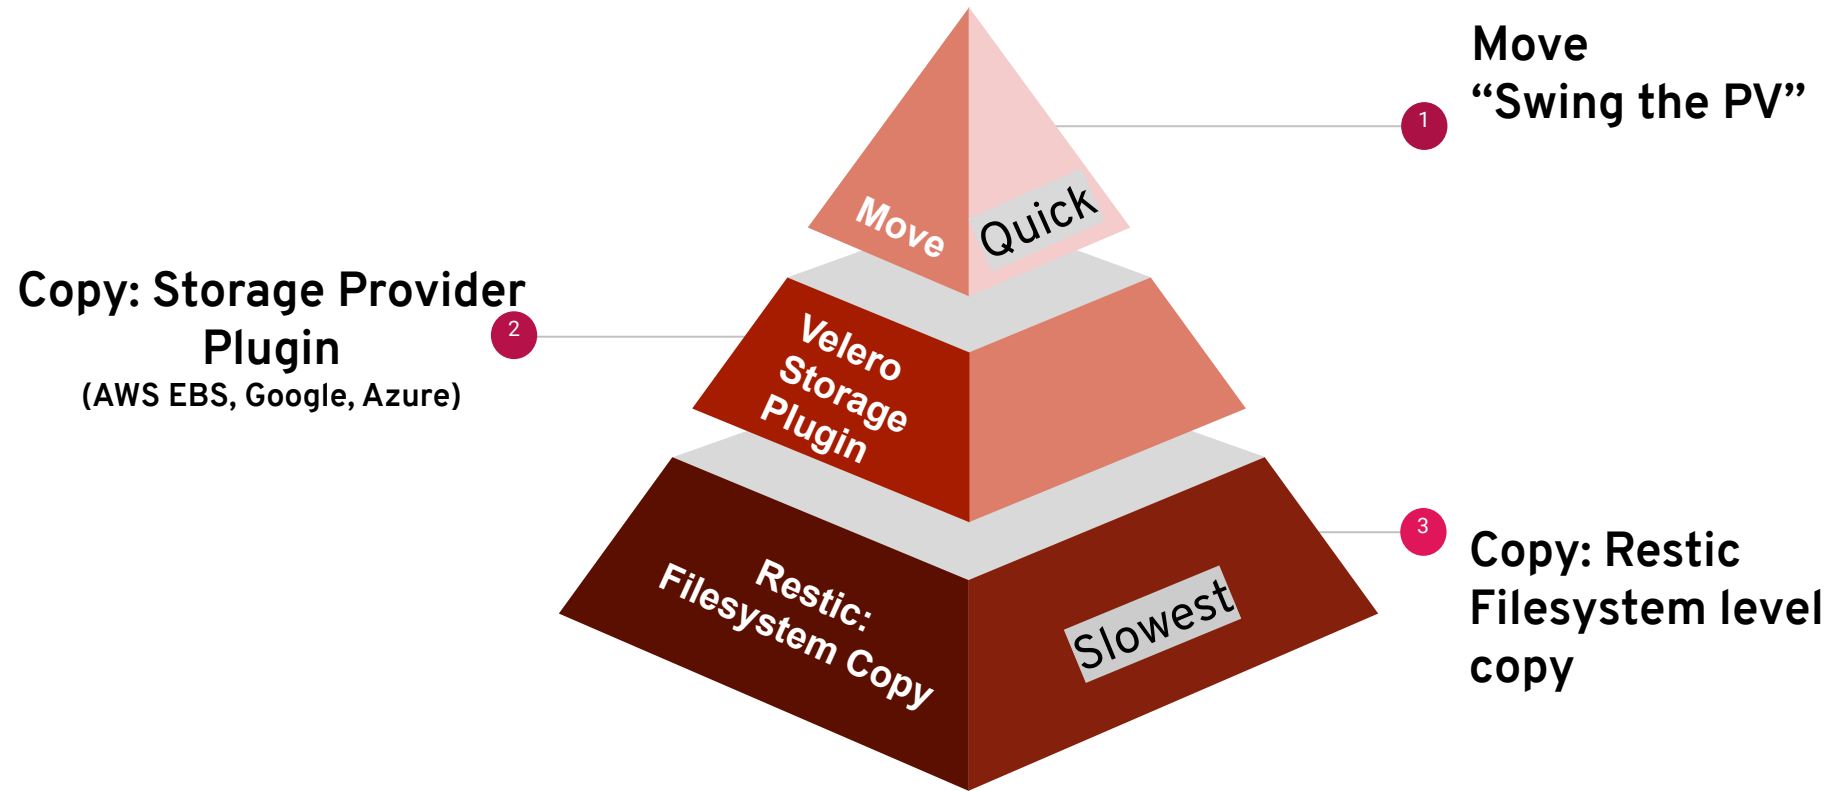 Move
“Swing the PV”
1
Move
Quick
Copy: Storage Provider
Plugin
(AWS EBS, Google, Azure)
2
Velero
Storage
Plugin
3
Copy: Restic
Filesystem level
copy
Restic:
Filesystem Copy
Slowest